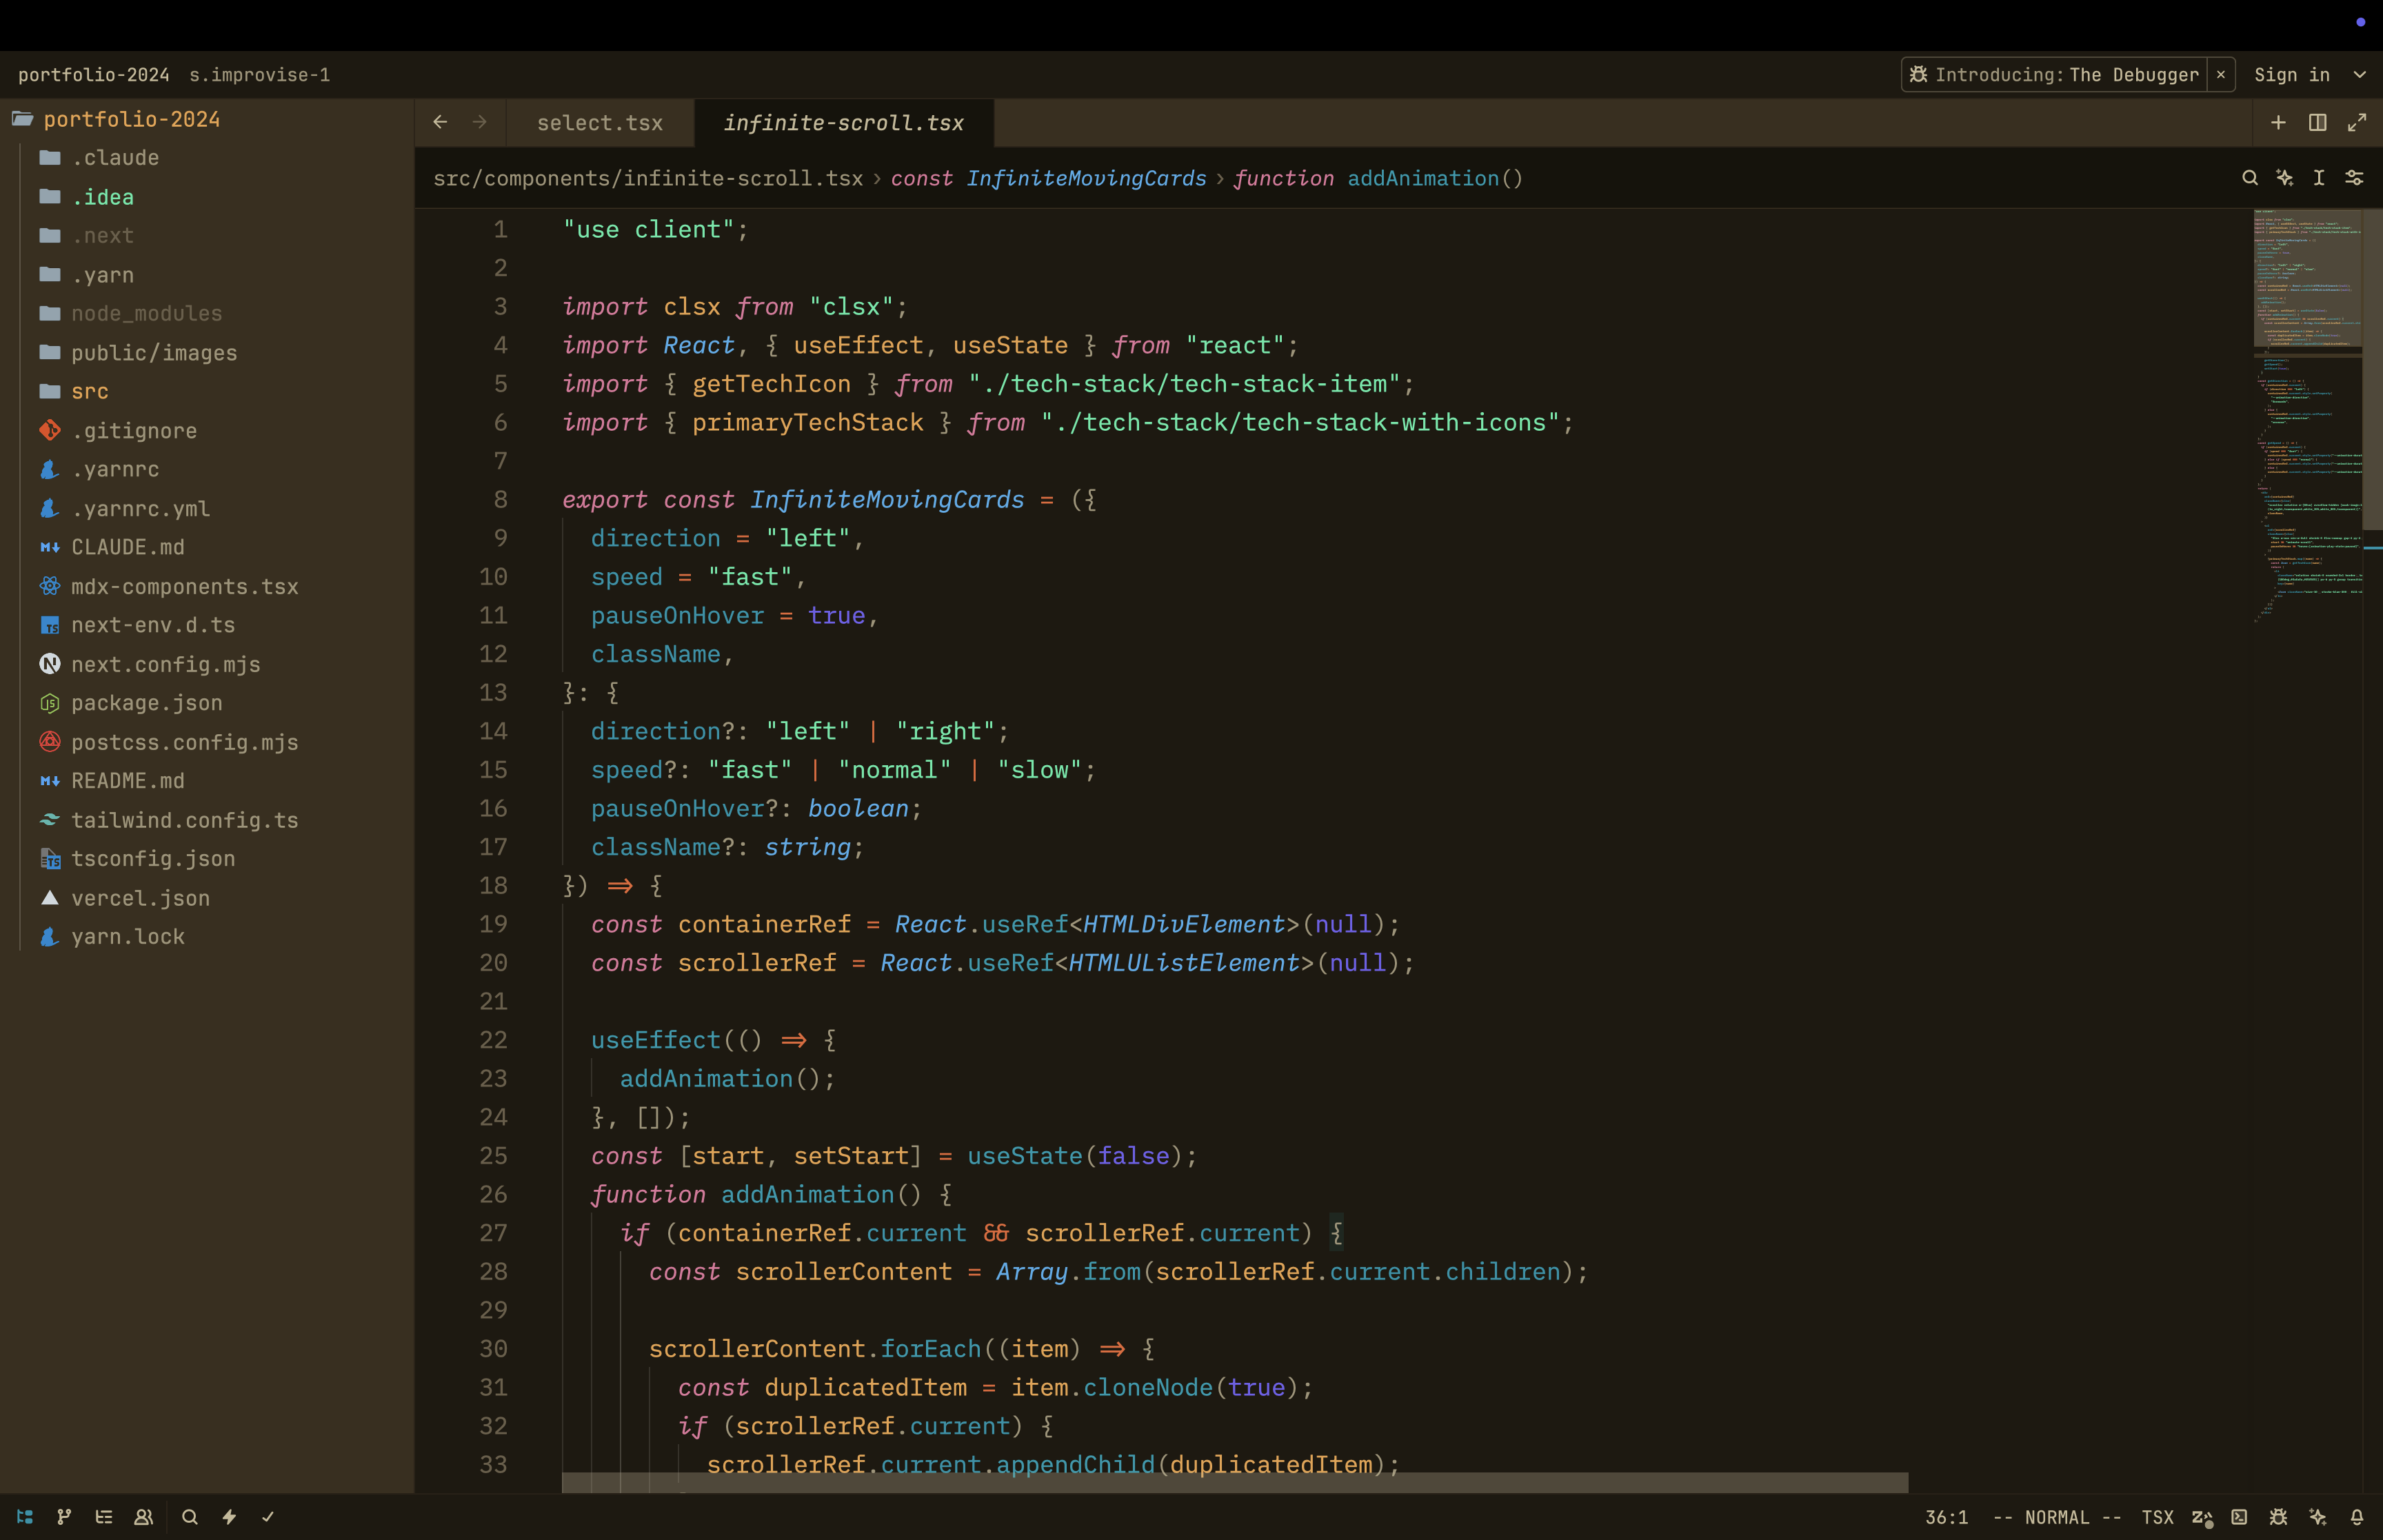 portfolio-2024 s.improvise-1
Introducing: The Debugger × Sign in
portfolio-2024
.claude
.idea
.next
.yarn
node_modules
public/images
src
.gitignore
.yarnrc
.yarnrc.yml
CLAUDE.md
mdx-components.tsx
next-env.d.ts
next.config.mjs
package.json
postcss.config.mjs
README.md
tailwind.config.ts
tsconfig.json
vercel.json
yarn.lock
select.tsx infinite-scroll.tsx
src/components/infinite-scroll.tsx › const InfiniteMovingCards › function addAnimation()
1 "use client";
2
3 import clsx from "clsx";
4 import React, { useEffect, useState } from "react";
5 import { getTechIcon } from "./tech-stack/tech-stack-item";
6 import { primaryTechStack } from "./tech-stack/tech-stack-with-icons";
7
8 export const InfiniteMovingCards = ({
9 direction = "left",
10 speed = "fast",
11 pauseOnHover = true,
12 className,
13 }: {
14 direction?: "left" | "right";
15 speed?: "fast" | "normal" | "slow";
16 pauseOnHover?: boolean;
17 className?: string;
18 }) => {
19 const containerRef = React.useRef<HTMLDivElement>(null);
20 const scrollerRef = React.useRef<HTMLUListElement>(null);
21
22 useEffect(() => {
23 addAnimation();
24 }, []);
25 const [start, setStart] = useState(false);
26 function addAnimation() {
27 if (containerRef.current && scrollerRef.current) {
28 const scrollerContent = Array.from(scrollerRef.current.children);
29
30 scrollerContent.forEach((item) => {
31 const duplicatedItem = item.cloneNode(true);
32 if (scrollerRef.current) {
33 scrollerRef.current.appendChild(duplicatedItem);
36:1 -- NORMAL -- TSX